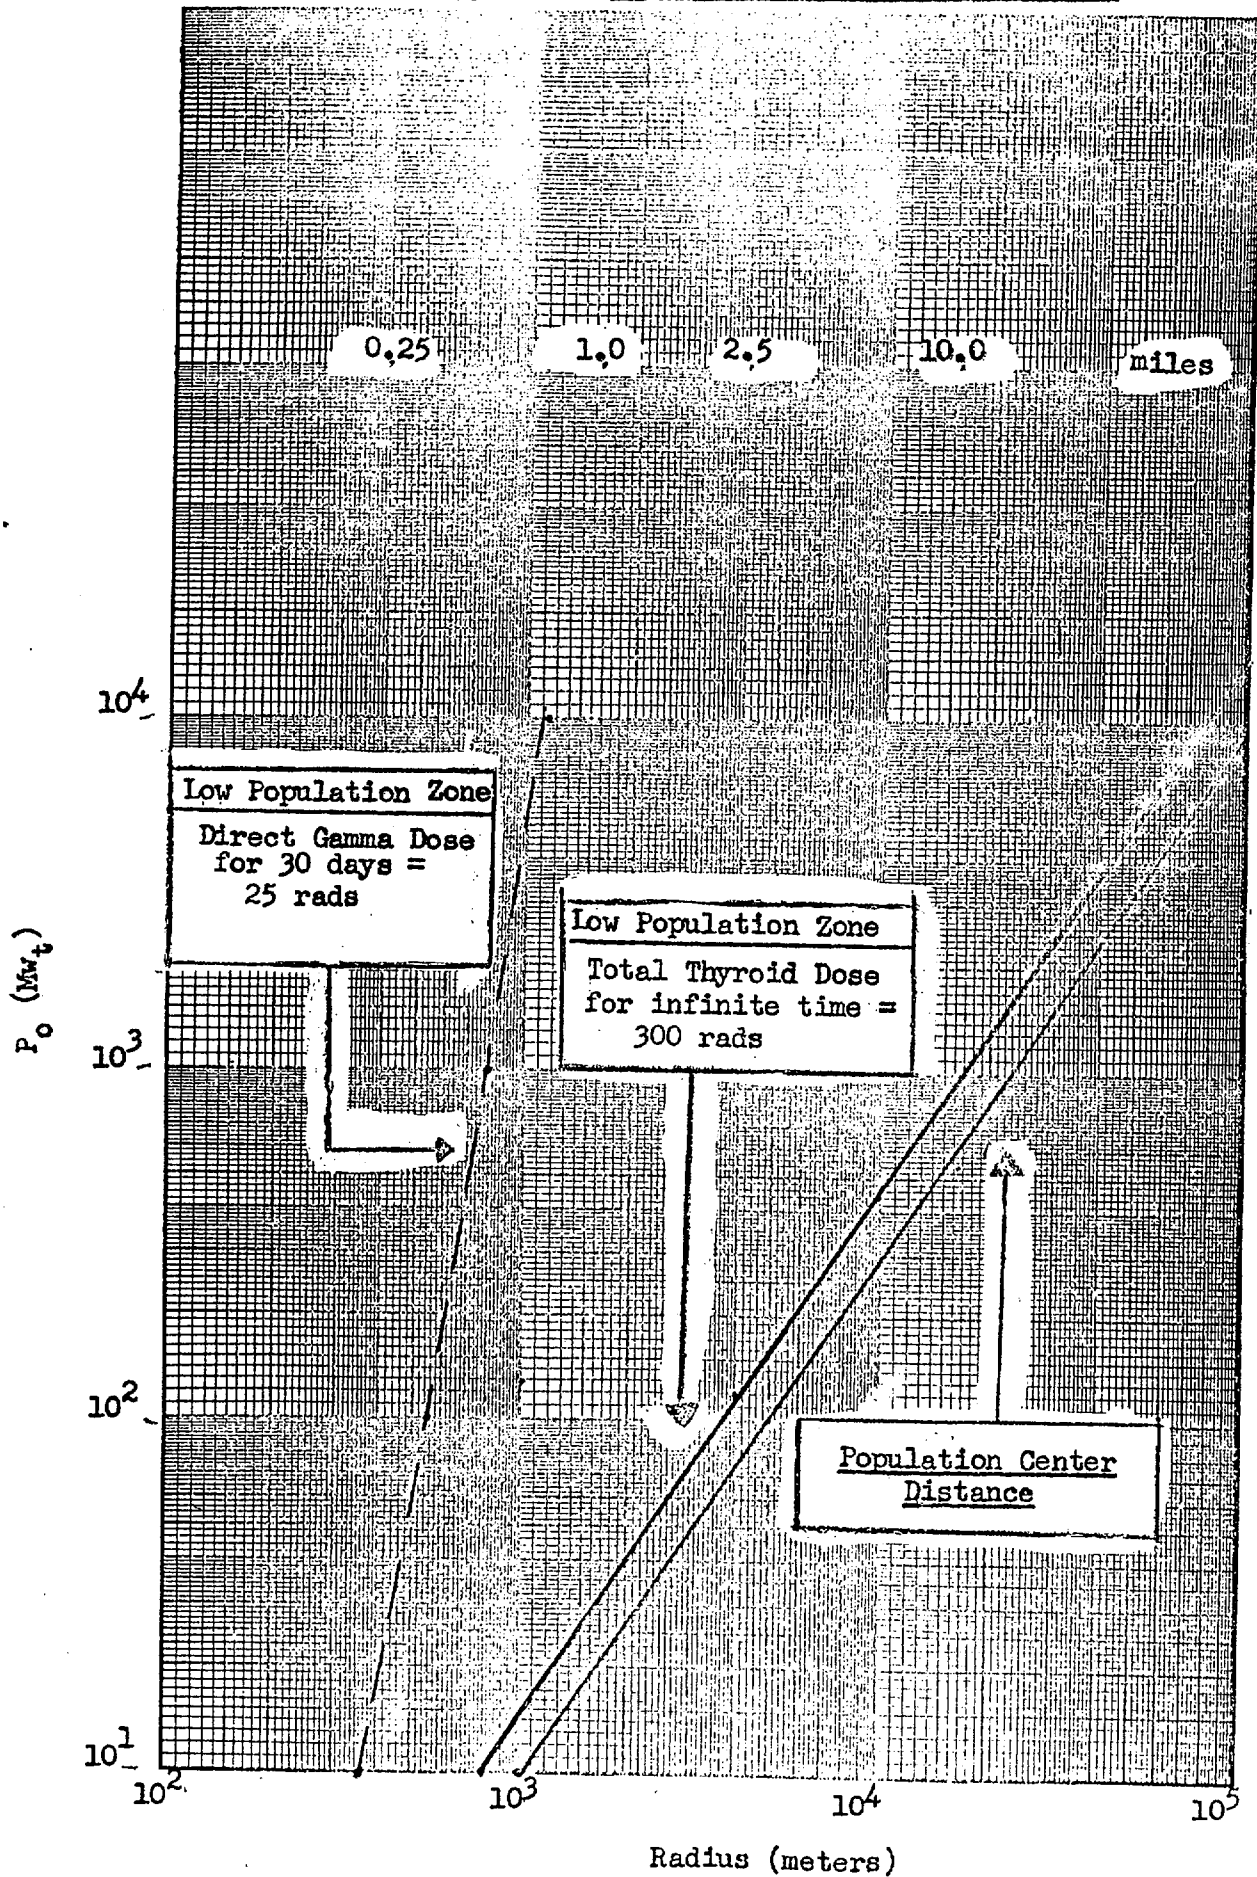 0.25
1.0
2.5
10.0
miles
10^4
Low Population Zone
Direct Gamma Dose
for 30 days =
25 rads
Low Population Zone
Total Thyroid Dose
for infinite time =
300 rads
P_o (Mw_t)
10^3
10^2
Population Center
Distance
10^1
10^2
10^3
10^4
10^5
Radius (meters)